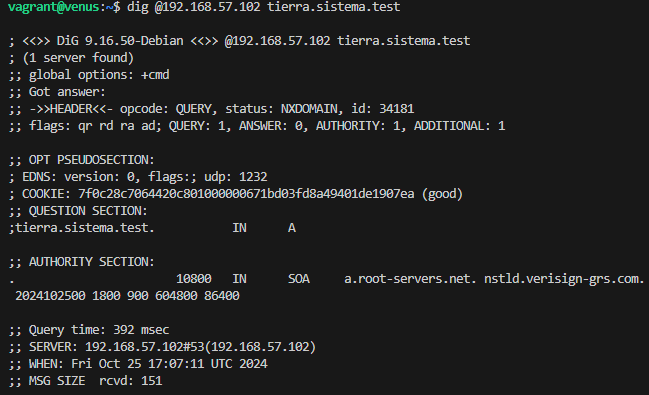 vagrant@venus:~$ dig @192.168.57.102 tierra.sistema.test
; <<>> DiG 9.16.50-Debian <<>> @192.168.57.102 tierra.sistema.test
; (1 server found)
;; global options: +cmd
;; Got answer:
;; ->>HEADER<<- opcode: QUERY, status: NXDOMAIN, id: 34181
;; flags: qr rd ra ad; QUERY: 1, ANSWER: 0, AUTHORITY: 1, ADDITIONAL: 1
;; OPT PSEUDOSECTION:
; EDNS: version: 0, flags:; udp: 1232
; COOKIE: 7f0c28c7064420c801000000671bd03fd8a49401de1907ea (good)
;; QUESTION SECTION:
;tierra.sistema.test. IN A
;; AUTHORITY SECTION:
. 10800 IN SOA a.root-servers.net. nstld.verisign-grs.com.
2024102500 1800 900 604800 86400
;; Query time: 392 msec
;; SERVER: 192.168.57.102#53(192.168.57.102)
;; WHEN: Fri Oct 25 17:07:11 UTC 2024
;; MSG SIZE rcvd: 151